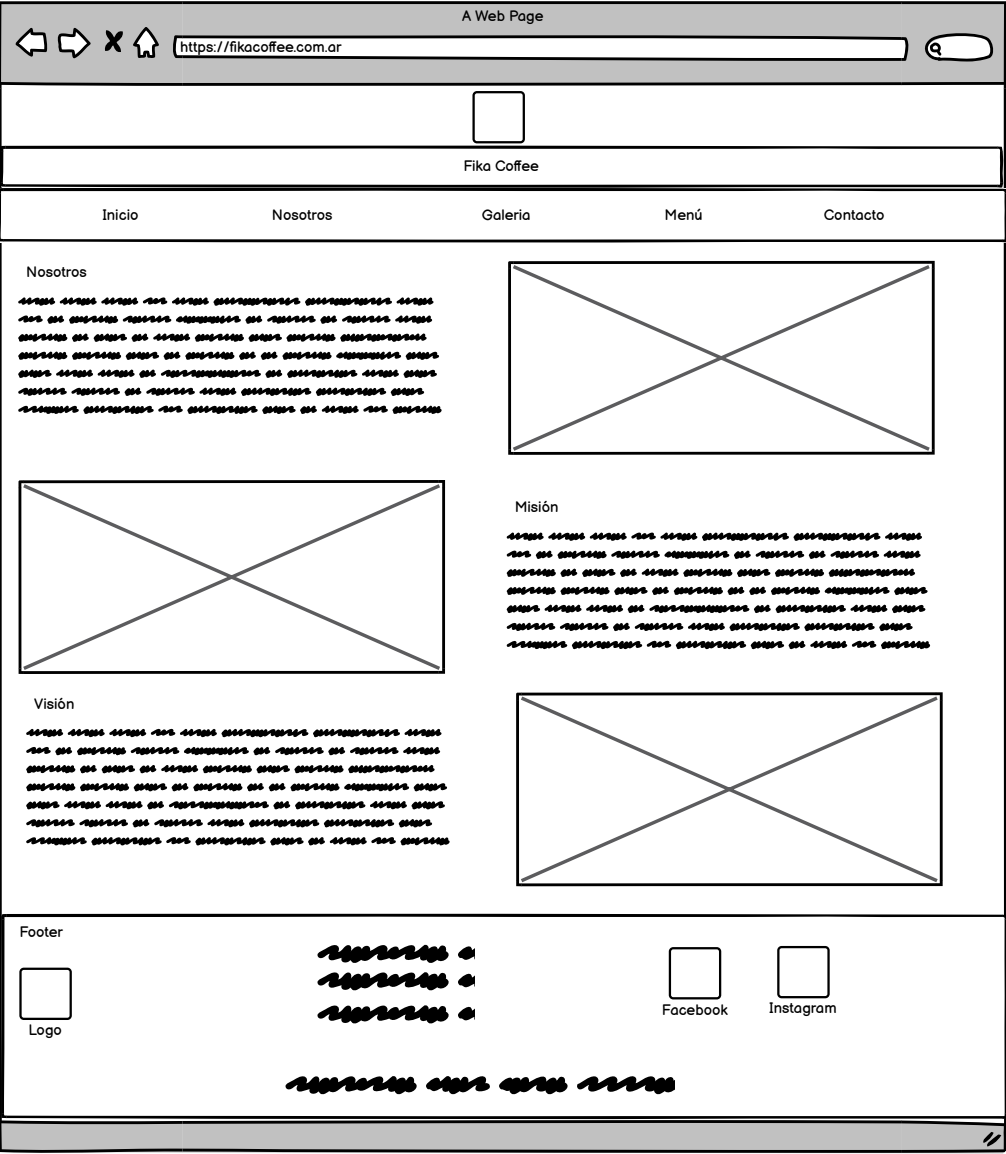 A Web Page
https://fikacoffee.com.ar
Fika Coffee
Inicio Nosotros Galeria Menú Contacto
Nosotros
Misión
Visión
Footer
Logo
Facebook
Instagram